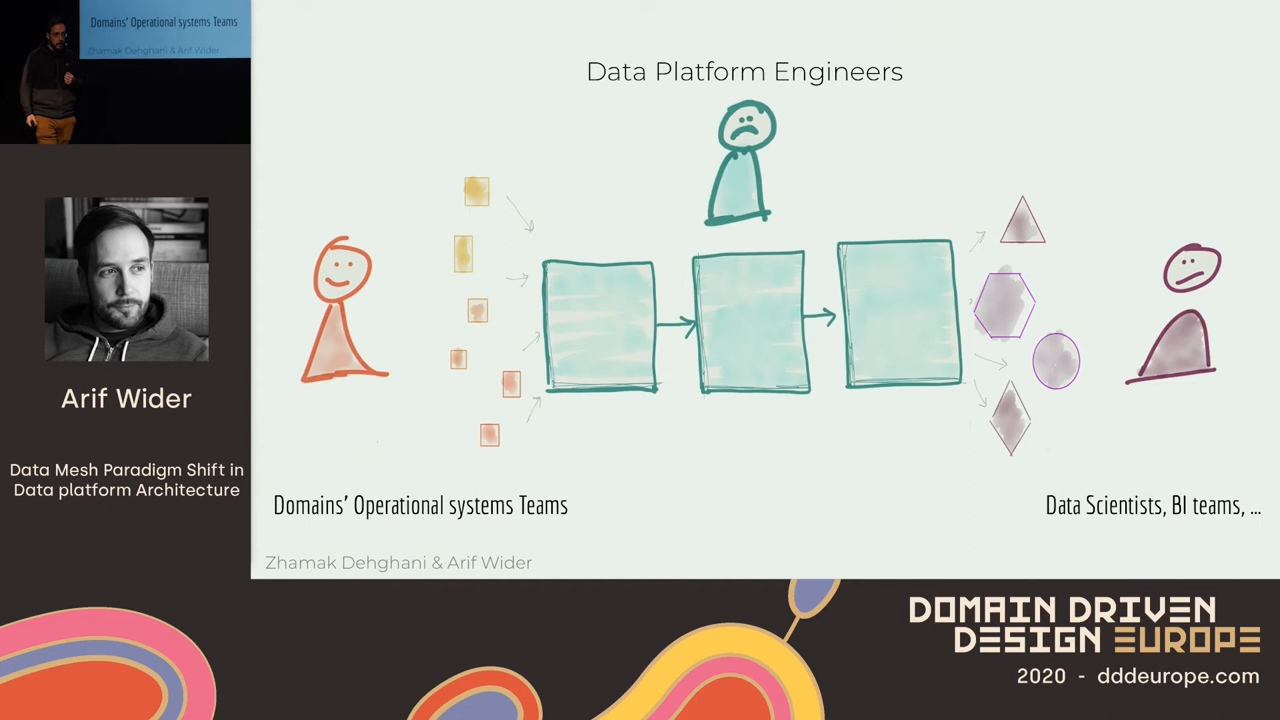 Domains' Operational systems Teams
Zhamak Dehghani & Arif Wider
Data Platform Engineers
Domains' Operational systems Teams
Data Scientists, BI teams, ...
Zhamak Dehghani & Arif Wider
Arif Wider
Data Mesh Paradigm Shift in
Data platform Architecture
DOMAIN DRIVEN
DESIGN EUROPE
2020 - dddeurope.com